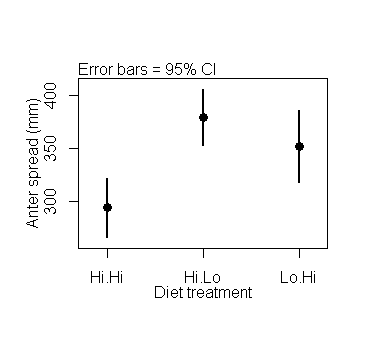 Error bars = 95% CI
Anter spread (mm)
400
350
300
Hi.Hi Hi.Lo Lo.Hi
Diet treatment